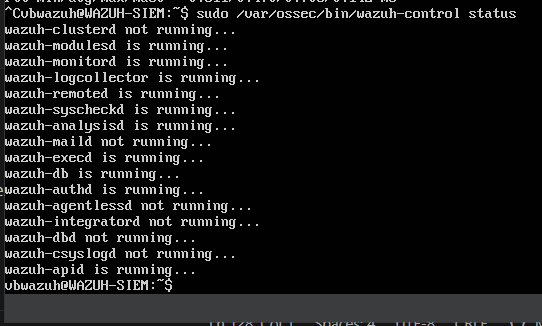 ^Cvbwazuh@WAZUH-SIEM:~$ sudo /var/ossec/bin/wazuh-control status
wazuh-clusterd not running...
wazuh-modulesd is running...
wazuh-monitord is running...
wazuh-logcollector is running...
wazuh-remoted is running...
wazuh-syscheckd is running...
wazuh-analysisd is running...
wazuh-maild not running...
wazuh-execd is running...
wazuh-db is running...
wazuh-authd is running...
wazuh-agentlessd not running...
wazuh-integratord not running...
wazuh-dbd not running...
wazuh-csyslogd not running...
wazuh-apid is running...
vbwazuh@WAZUH-SIEM:~$